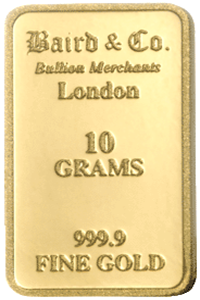 Baird & Co.
Bullion Merchants
London
10
GRAMS
999.9
FINE GOLD